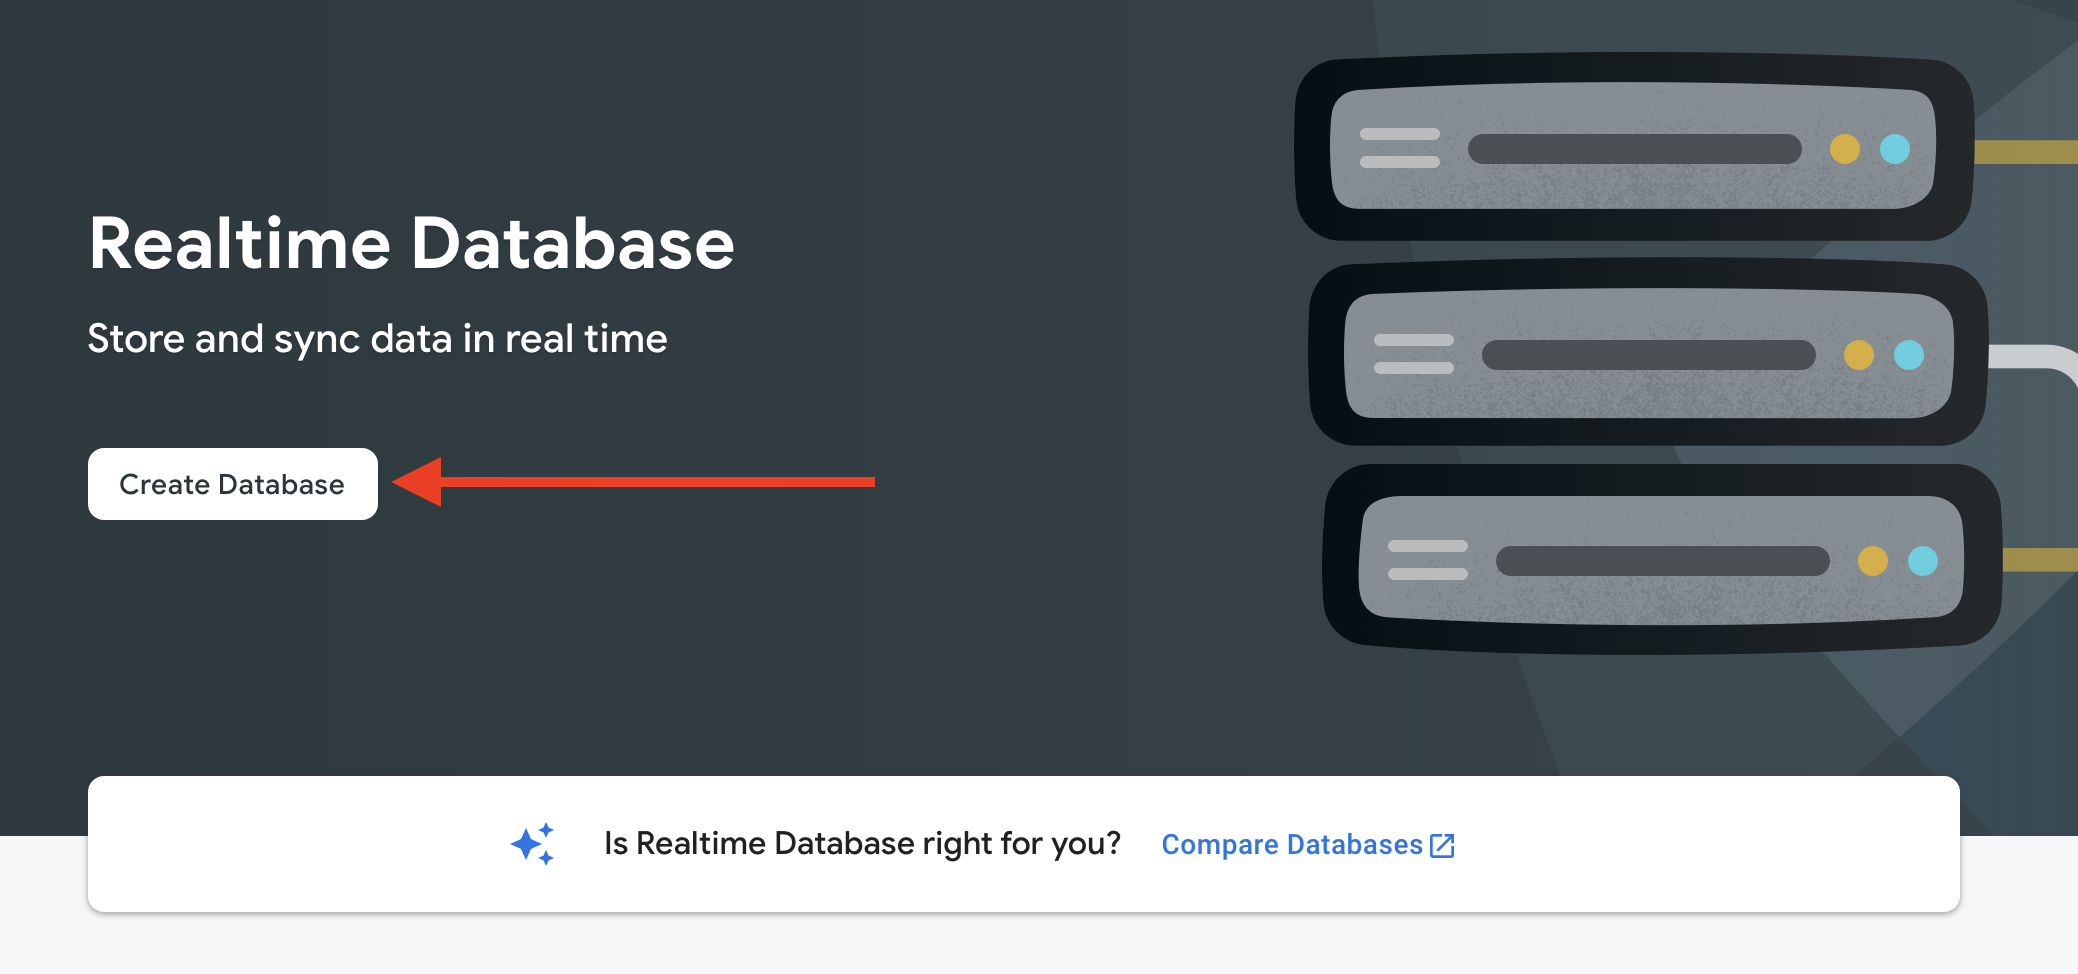 Realtime Database
Store and sync data in real time
Create Database
Is Realtime Database right for you? Compare Databases